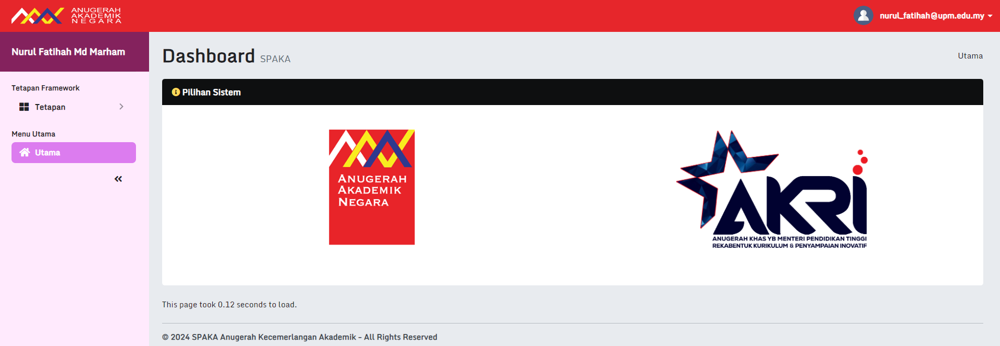 ANUGERAH
AKADEMIK
NEGARA
nurul_fatihah@upm.edu.my
Nurul Fatihah Md Marham
Tetapan Framework
Tetapan
Menu Utama
Utama
Dashboard SPAKA
Utama
Pilihan Sistem
ANUGERAH
AKADEMIK
NEGARA
AKRI
ANUGERAH KHAS YB MENTERI PENDIDIKAN TINGGI
REKABENTUK KURIKULUM & PENYAMPAIAN INOVATIF
This page took 0.12 seconds to load.
© 2024 SPAKA Anugerah Kecemerlangan Akademik - All Rights Reserved